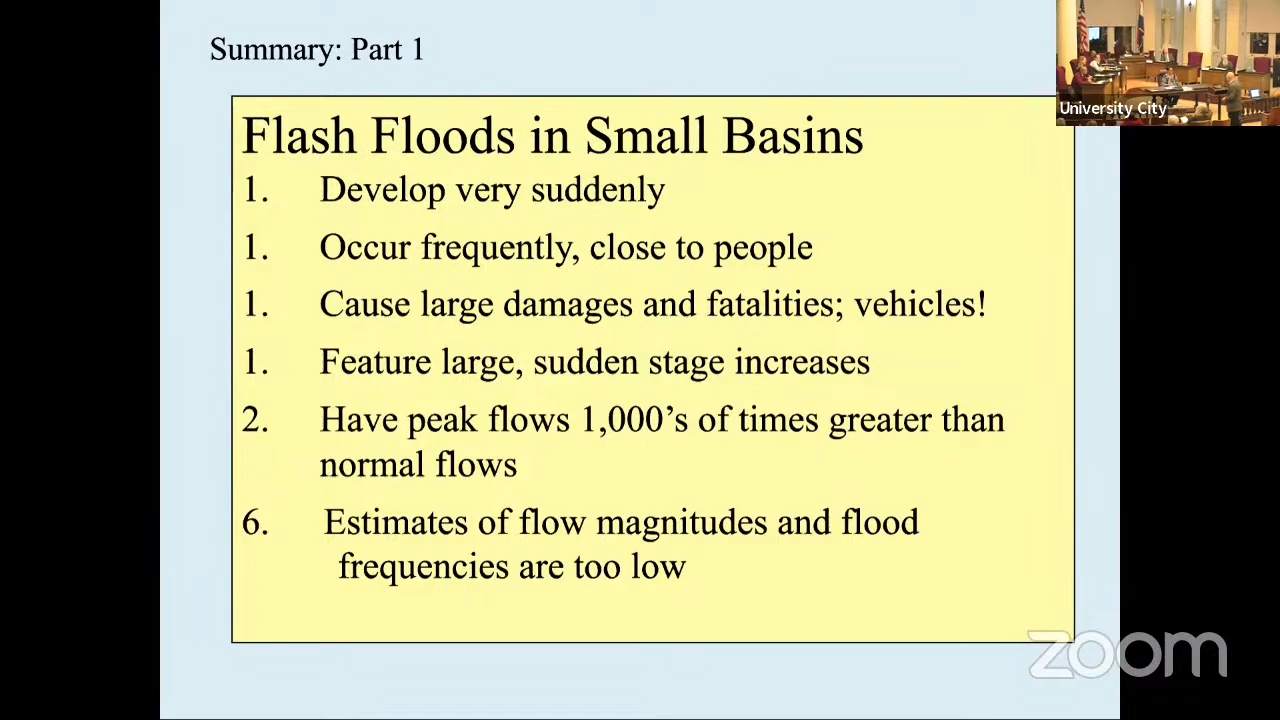 Summary: Part 1
University City
Flash Floods in Small Basins
1. Develop very suddenly
1. Occur frequently, close to people
1. Cause large damages and fatalities; vehicles!
1. Feature large, sudden stage increases
2. Have peak flows 1,000’s of times greater than
normal flows
6. Estimates of flow magnitudes and flood
frequencies are too low
zoom